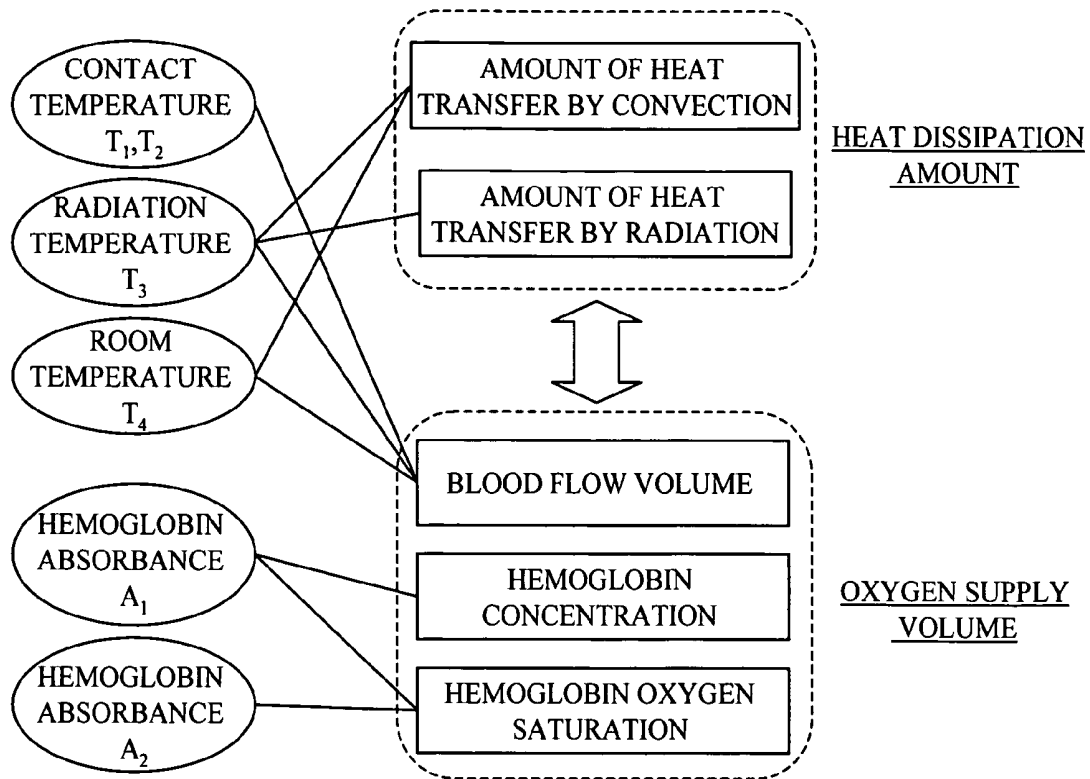 CONTACT
TEMPERATURE
T₁,T₂
RADIATION
TEMPERATURE
T₃
ROOM
TEMPERATURE
T₄
HEMOGLOBIN
ABSORBANCE
A₁
HEMOGLOBIN
ABSORBANCE
A₂
AMOUNT OF HEAT
TRANSFER BY CONVECTION
AMOUNT OF HEAT
TRANSFER BY RADIATION
HEAT DISSIPATION
AMOUNT
BLOOD FLOW VOLUME
HEMOGLOBIN
CONCENTRATION
HEMOGLOBIN OXYGEN
SATURATION
OXYGEN SUPPLY
VOLUME